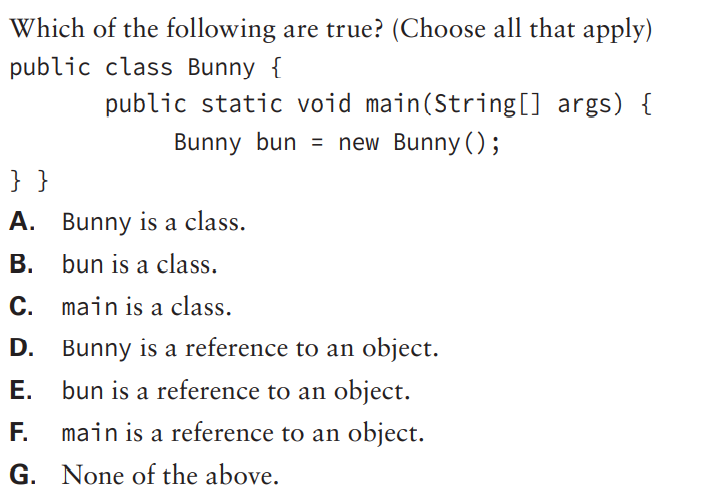 Which of the following are true? (Choose all that apply)
public class Bunny {
public static void main(String[] args) {
Bunny bun = new Bunny();
} }
A. Bunny is a class.
B. bun is a class.
C. main is a class.
D. Bunny is a reference to an object.
E. bun is a reference to an object.
F. main is a reference to an object.
G. None of the above.